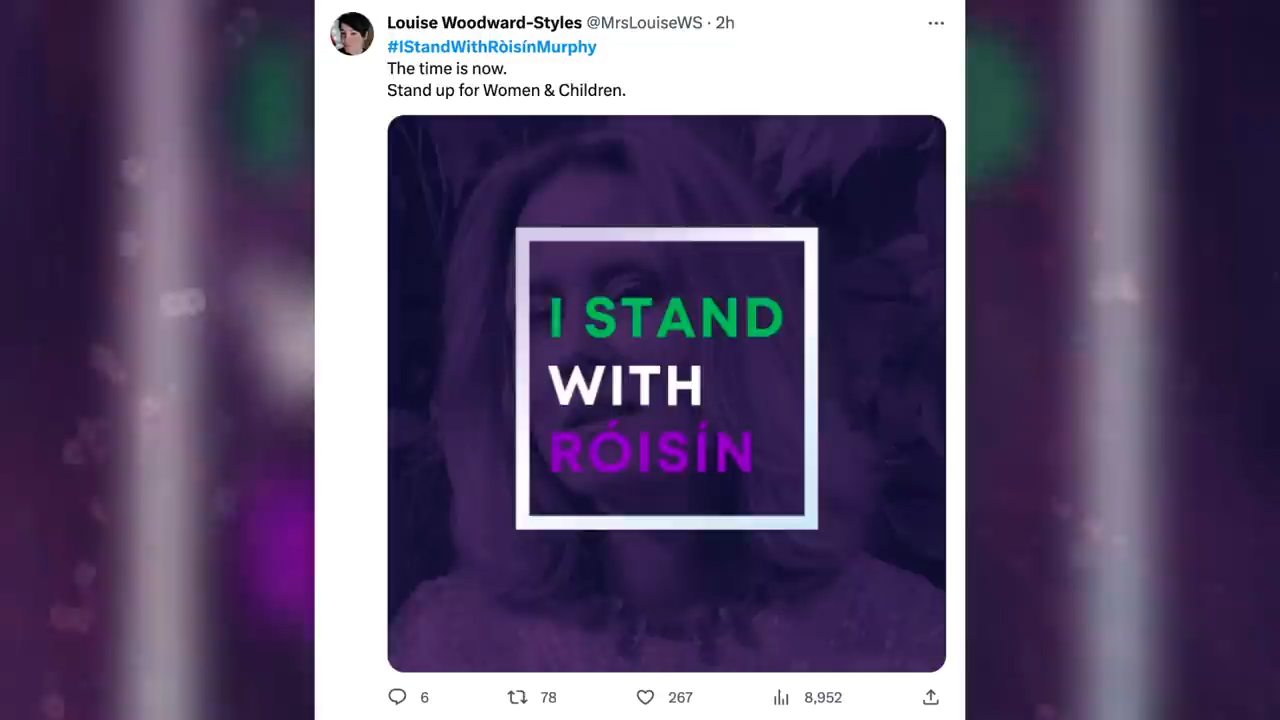 Louise Woodward-Styles @MrsLouiseWS · 2h
#IStandWithRòisínMurphy
The time is now.
Stand up for Women & Children.
I STAND
WITH
RÓISÍN
6 78 267 8,952